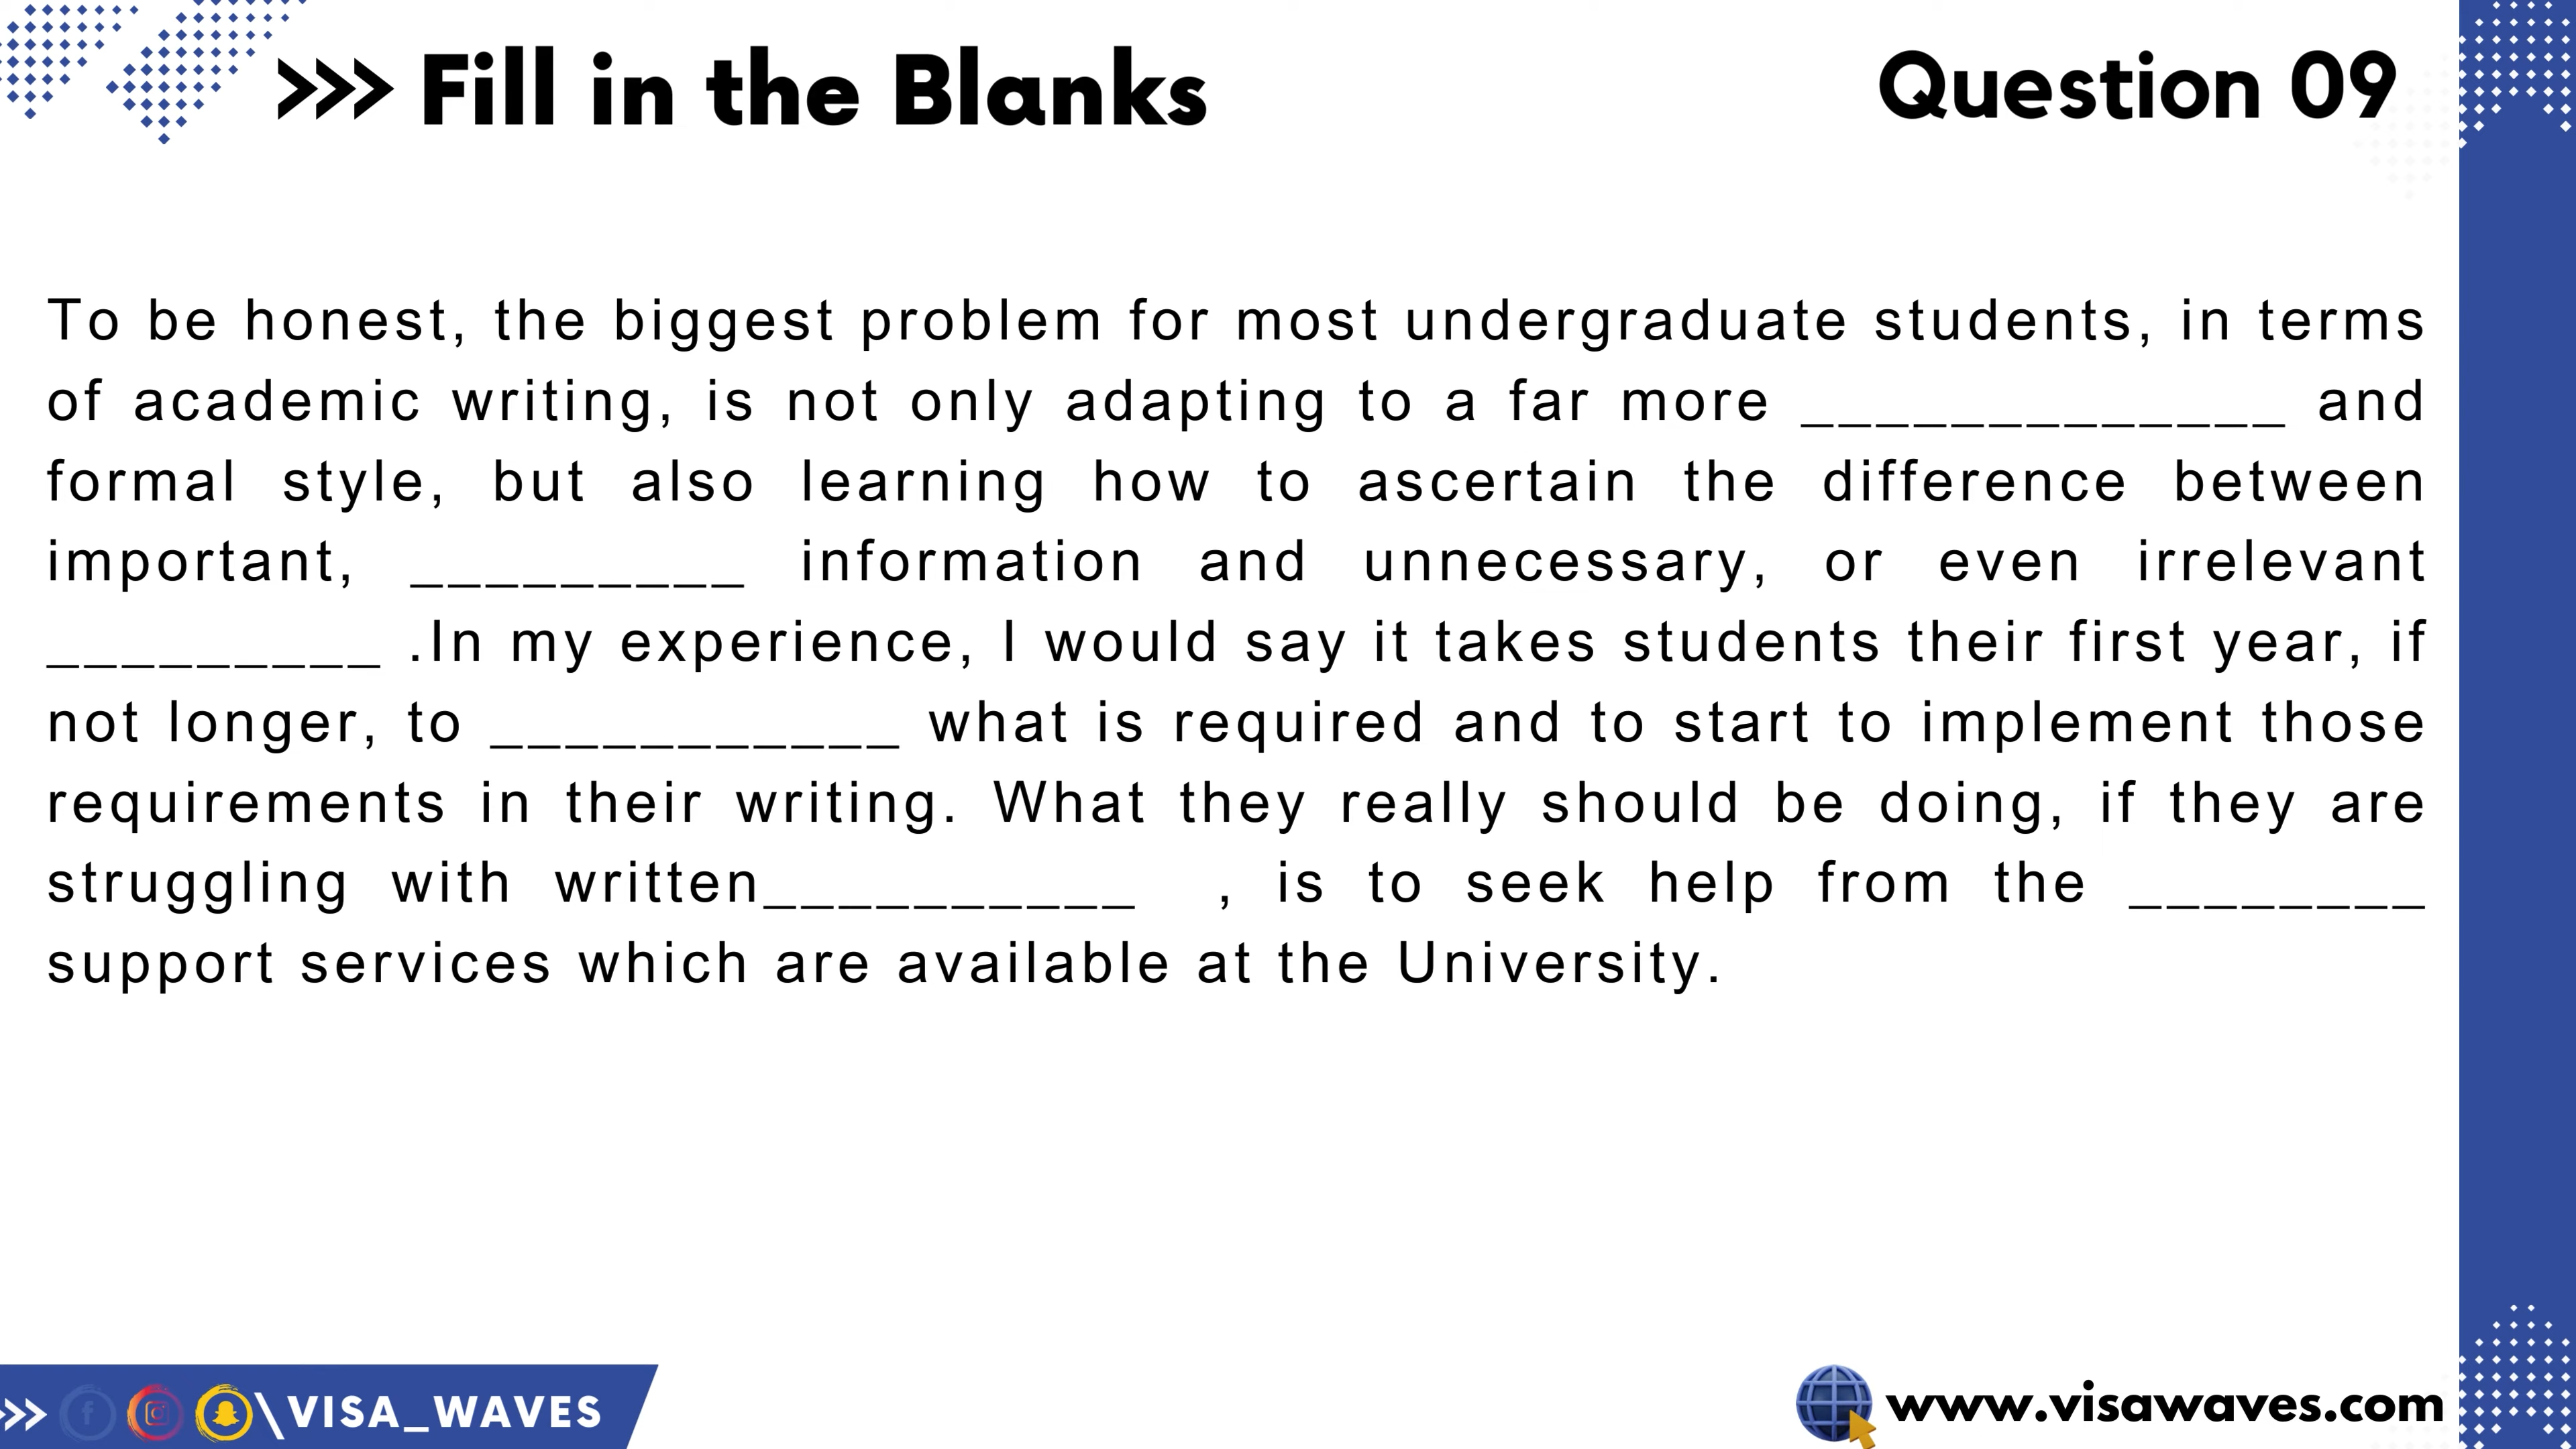 >>> Fill in the Blanks
Question 09
To be honest, the biggest problem for most undergraduate students, in terms
of academic writing, is not only adapting to a far more _____________ and
formal style, but also learning how to ascertain the difference between
important, _________ information and unnecessary, or even irrelevant
_________ .In my experience, I would say it takes students their first year, if
not longer, to ___________ what is required and to start to implement those
requirements in their writing. What they really should be doing, if they are
struggling with written__________ , is to seek help from the ________
support services which are available at the University.
\VISA_WAVES
www.visawaves.com